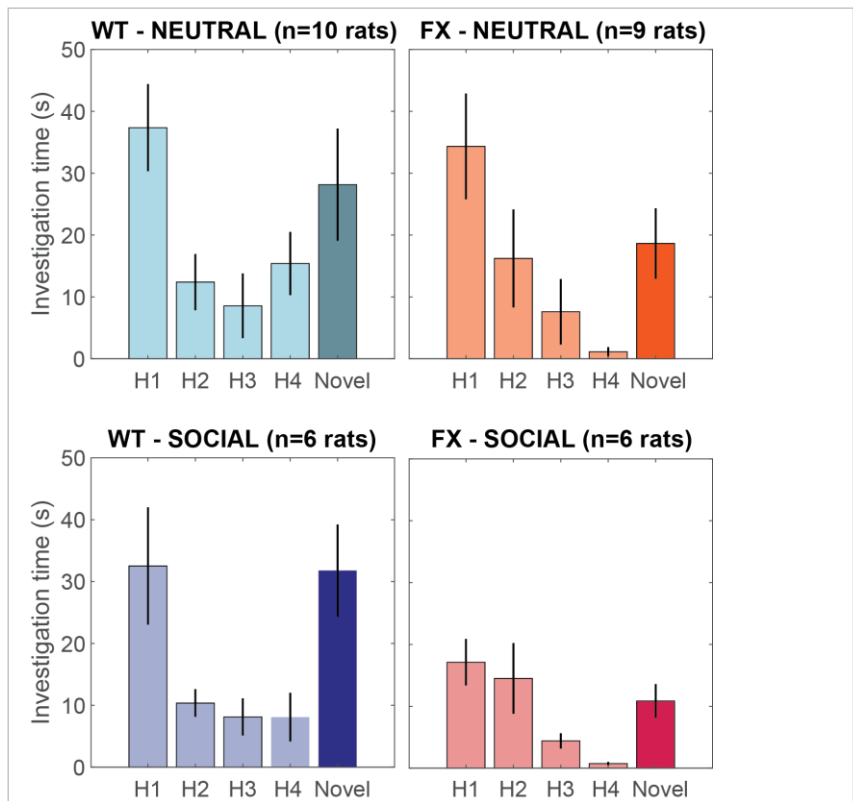 WT - NEUTRAL (n=10 rats) FX - NEUTRAL (n=9 rats)
50
40
30
20
10
0
Investigation time (s)
H1 H2 H3 H4 Novel H1 H2 H3 H4 Novel
WT - SOCIAL (n=6 rats) FX - SOCIAL (n=6 rats)
50
40
30
20
10
0
Investigation time (s)
H1 H2 H3 H4 Novel H1 H2 H3 H4 Novel